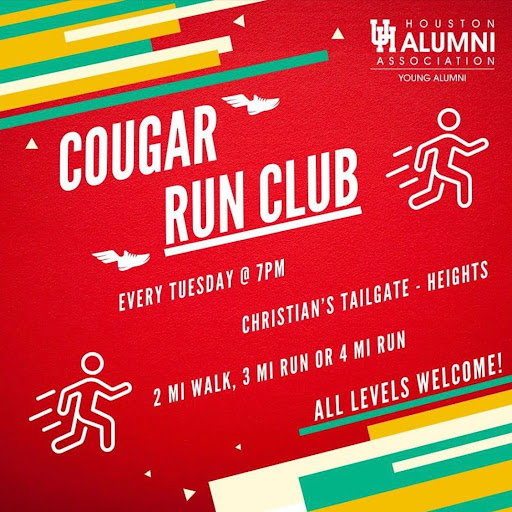 HOUSTON
UH ALUMNI
ASSOCIATION
YOUNG ALUMNI
COUGAR
RUN CLUB
EVERY TUESDAY @ 7PM
CHRISTIAN'S TAILGATE - HEIGHTS
2 MI WALK, 3 MI RUN OR 4 MI RUN
ALL LEVELS WELCOME!